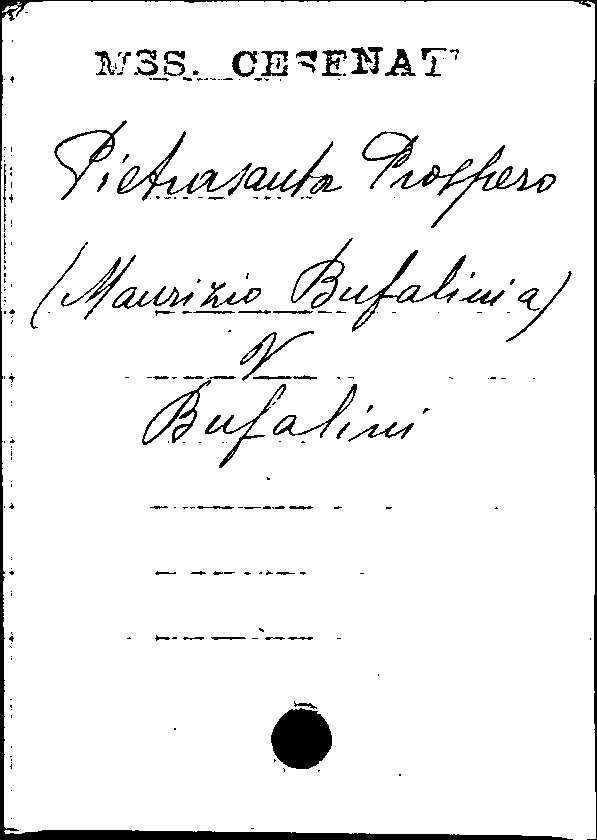 MSS. CESENAT
Pietrasanta Prospero
(Maurizio Bufalini a)
V
Bufalini